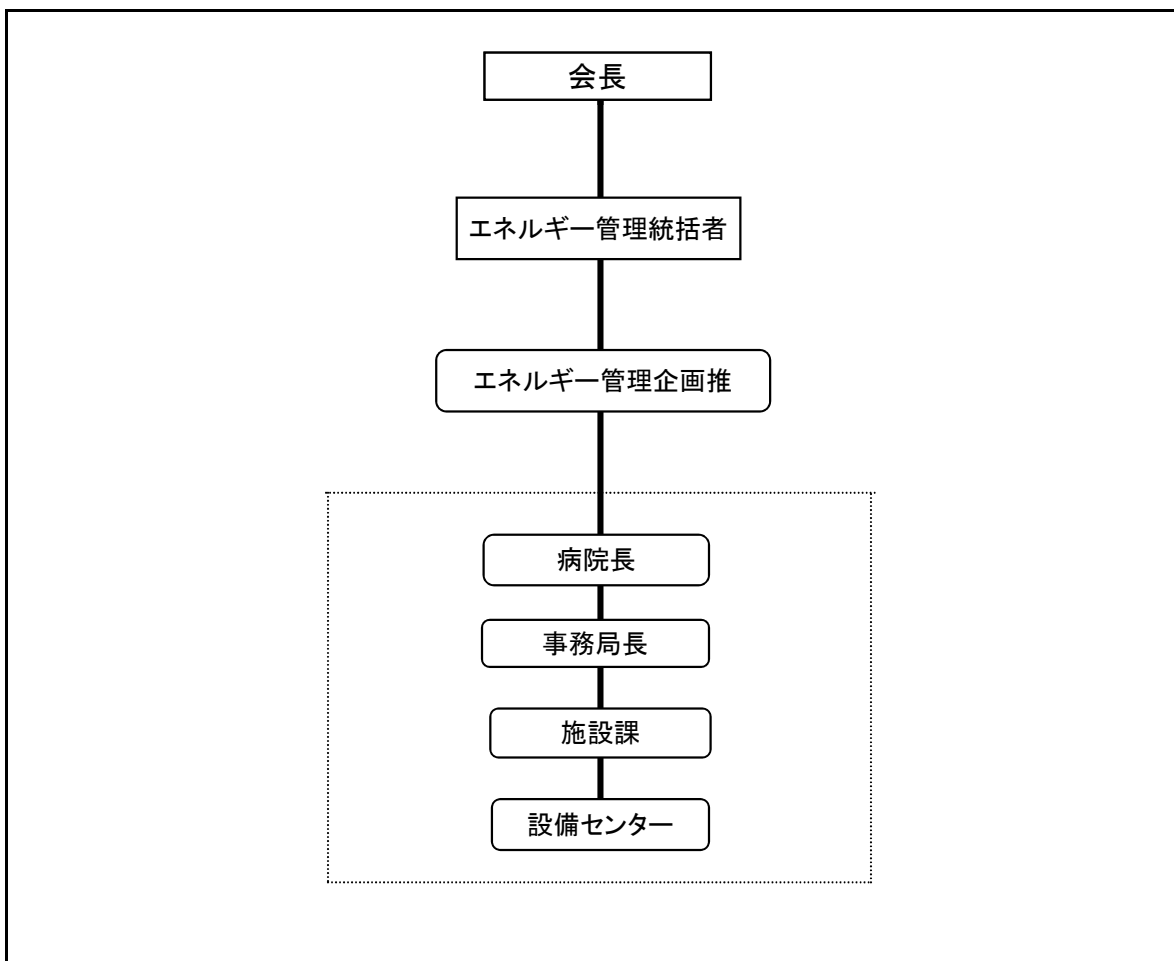 会長
エネルギー管理統括者
エネルギー管理企画推
病院長
事務局長
施設課
設備センター